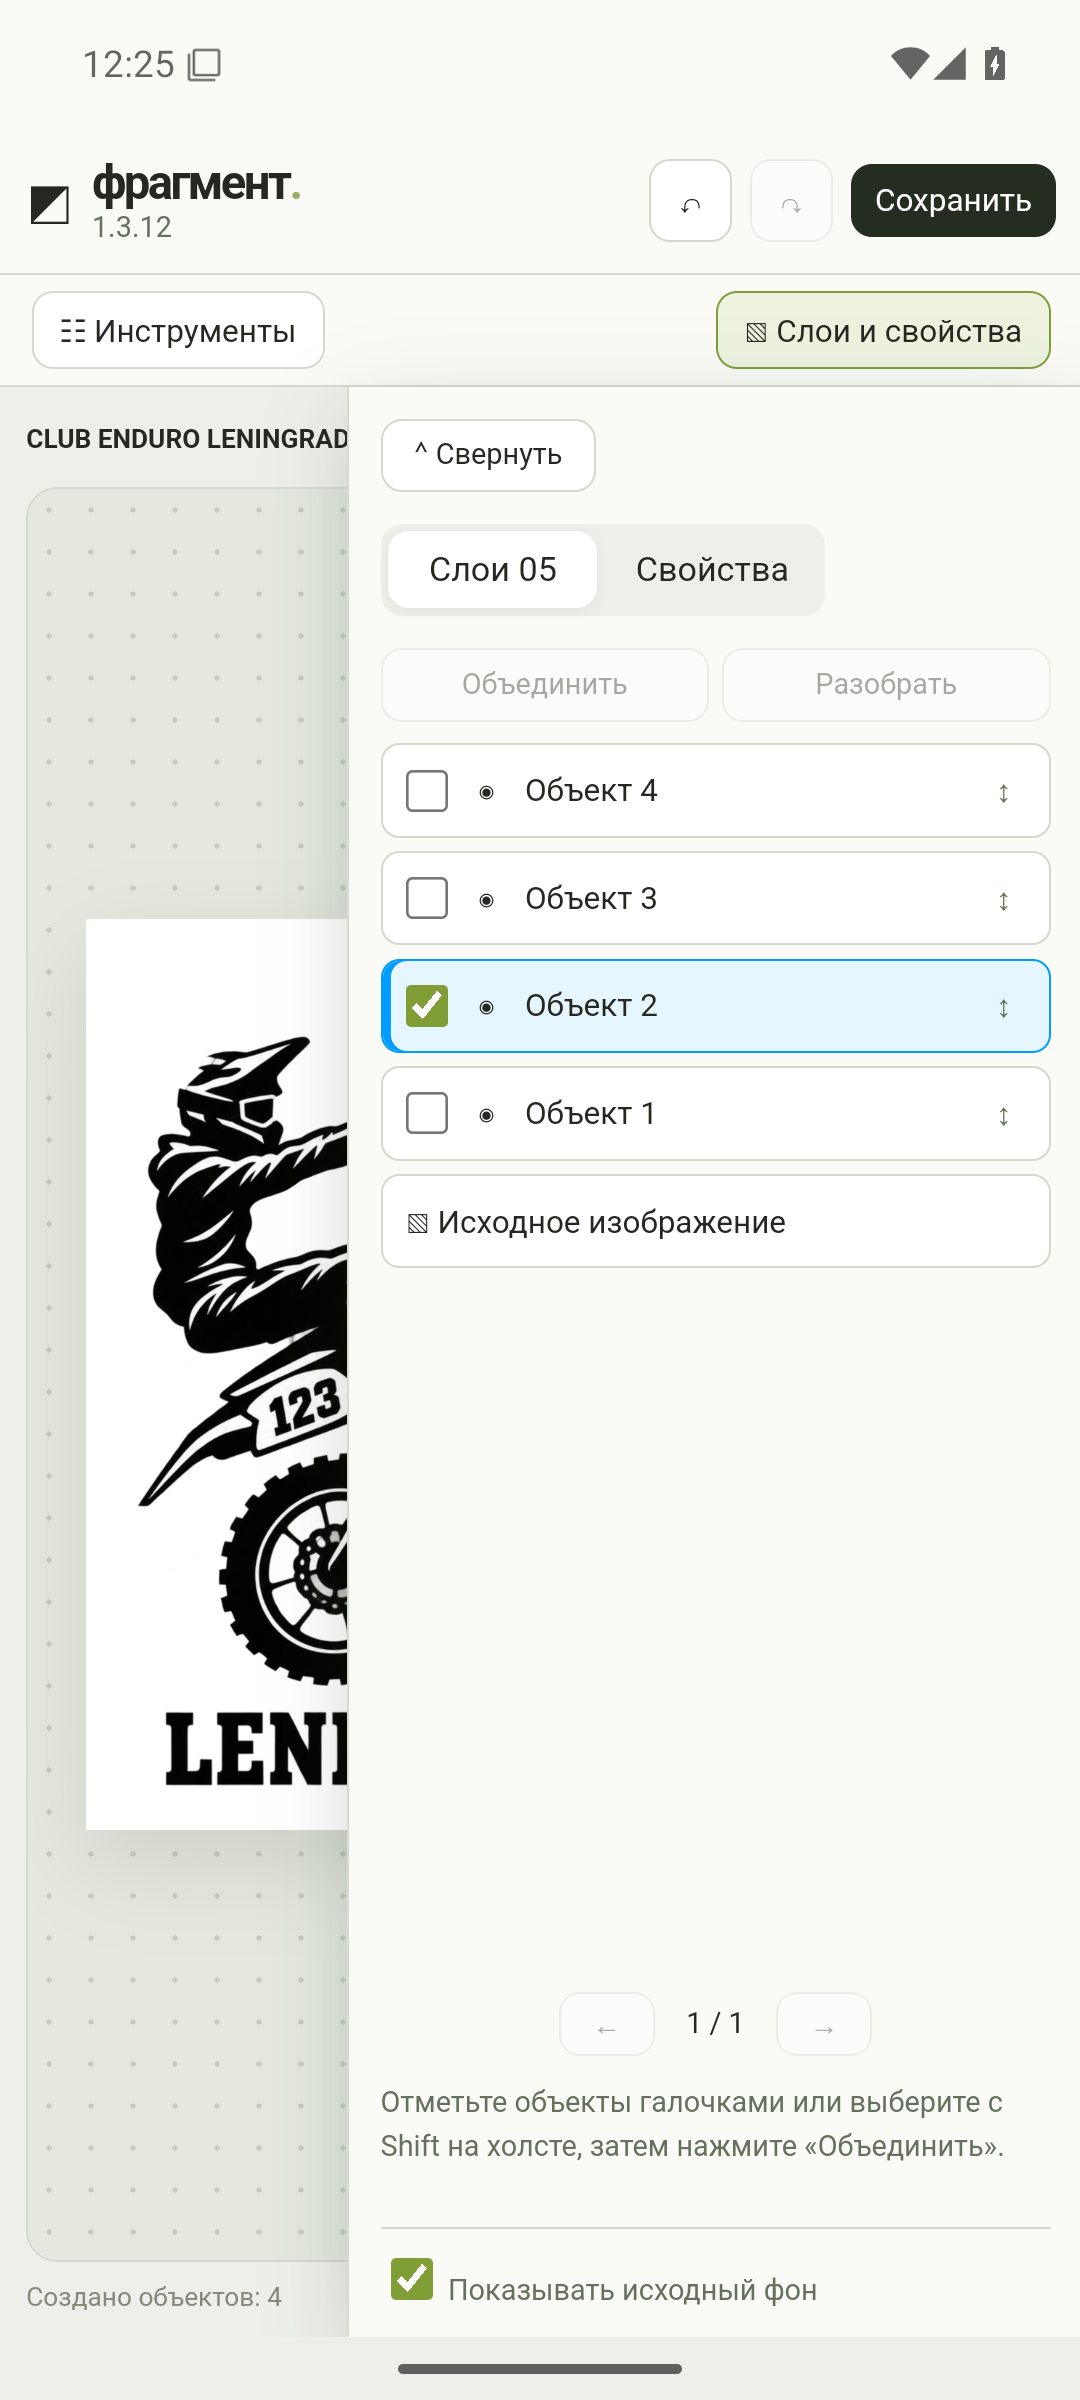 12:25
фрагмент.
1.3.12
Сохранить
Инструменты
Слои и свойства
CLUB ENDURO LENINGRAD
^ Свернуть
Слои 05
Свойства
Объединить
Разобрать
Объект 4
Объект 3
Объект 2
Объект 1
Исходное изображение
123
LENI
← 1 / 1 →
Отметьте объекты галочками или выберите с
Shift на холсте, затем нажмите «Объединить».
Показывать исходный фон
Создано объектов: 4